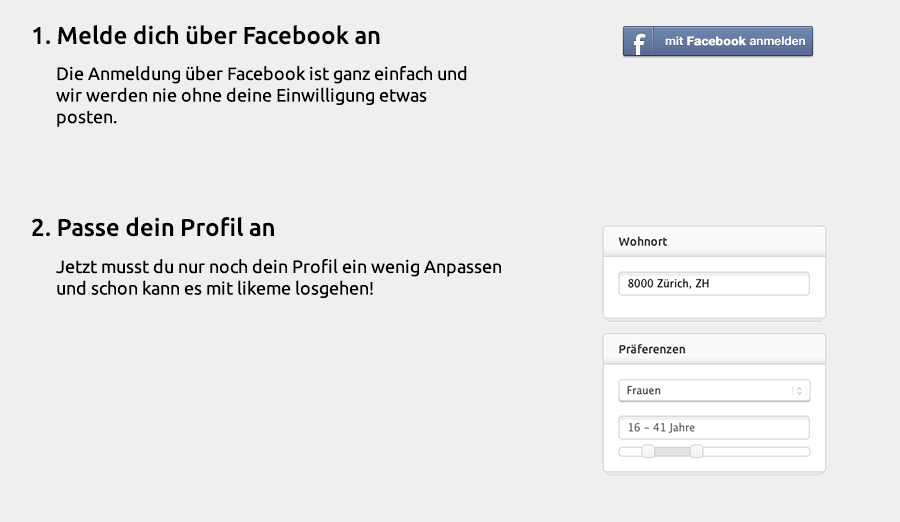 1. Melde dich über Facebook an
mit Facebook anmelden
Die Anmeldung über Facebook ist ganz einfach und
wir werden nie ohne deine Einwilligung etwas
posten.
2. Passe dein Profil an
Jetzt musst du nur noch dein Profil ein wenig Anpassen
und schon kann es mit likeme losgehen!
Wohnort
8000 Zürich, ZH
Präferenzen
Frauen
16 – 41 Jahre